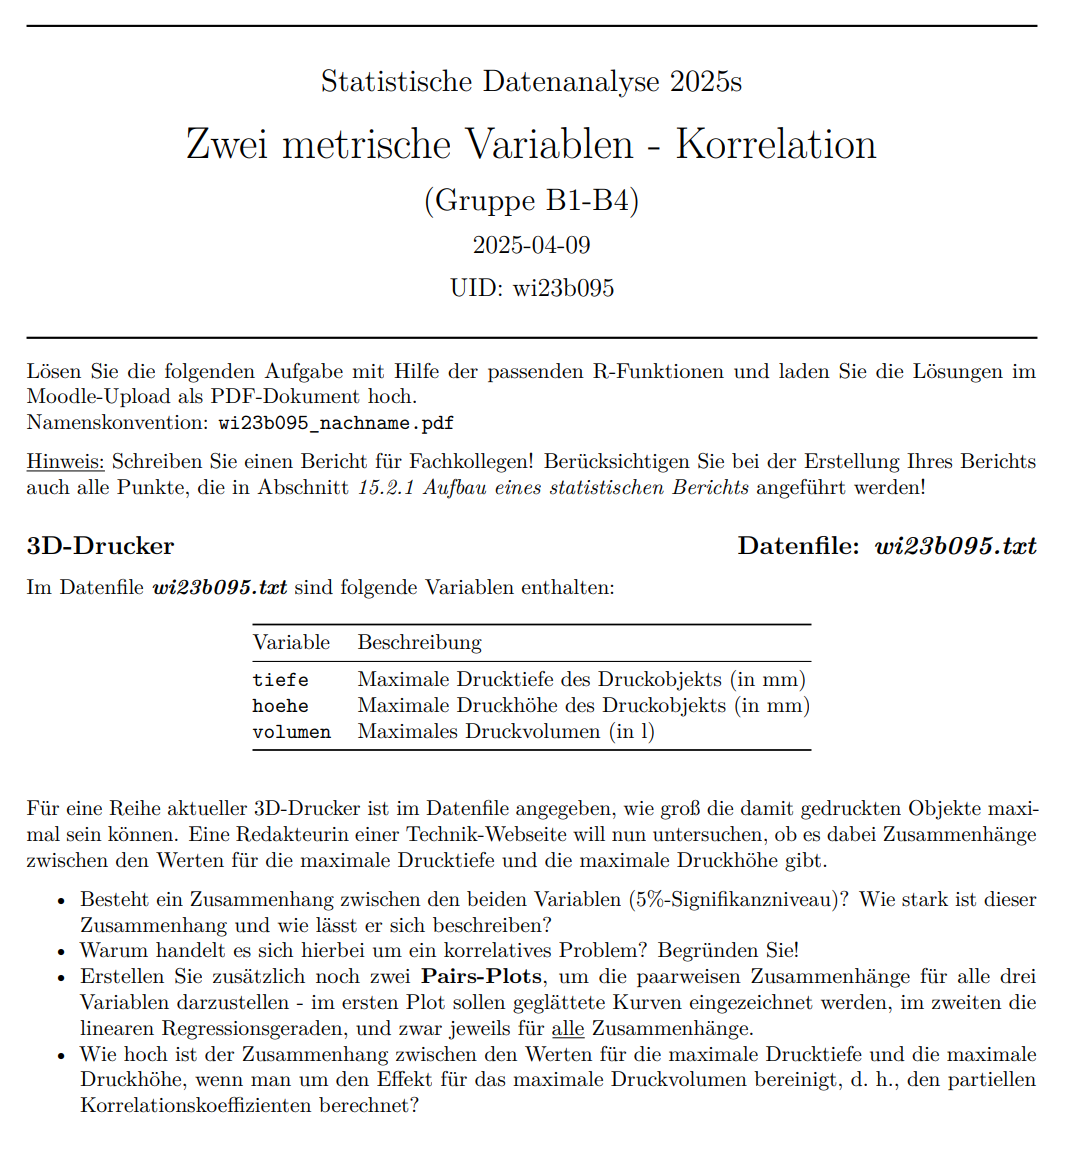 Statistische Datenanalyse 2025s
Zwei metrische Variablen - Korrelation
(Gruppe B1-B4)
2025-04-09
UID: wi23b095
Lösen Sie die folgenden Aufgabe mit Hilfe der passenden R-Funktionen und laden Sie die Lösungen im
Moodle-Upload als PDF-Dokument hoch.
Namenskonvention: wi23b095_nachname.pdf
Hinweis: Schreiben Sie einen Bericht für Fachkollegen! Berücksichtigen Sie bei der Erstellung Ihres Berichts
auch alle Punkte, die in Abschnitt 15.2.1 Aufbau eines statistischen Berichts angeführt werden!
3D-Drucker Datenfile: wi23b095.txt
Im Datenfile wi23b095.txt sind folgende Variablen enthalten:
Variable Beschreibung
tiefe Maximale Drucktiefe des Druckobjekts (in mm)
hoehe Maximale Druckhöhe des Druckobjekts (in mm)
volumen Maximales Druckvolumen (in l)
Für eine Reihe aktueller 3D-Drucker ist im Datenfile angegeben, wie groß die damit gedruckten Objekte maxi-
mal sein können. Eine Redakteurin einer Technik-Webseite will nun untersuchen, ob es dabei Zusammenhänge
zwischen den Werten für die maximale Drucktiefe und die maximale Druckhöhe gibt.
• Besteht ein Zusammenhang zwischen den beiden Variablen (5%-Signifikanzniveau)? Wie stark ist dieser
Zusammenhang und wie lässt er sich beschreiben?
• Warum handelt es sich hierbei um ein korrelatives Problem? Begründen Sie!
• Erstellen Sie zusätzlich noch zwei Pairs-Plots, um die paarweisen Zusammenhänge für alle drei
Variablen darzustellen - im ersten Plot sollen geglättete Kurven eingezeichnet werden, im zweiten die
linearen Regressionsgeraden, und zwar jeweils für alle Zusammenhänge.
• Wie hoch ist der Zusammenhang zwischen den Werten für die maximale Drucktiefe und die maximale
Druckhöhe, wenn man um den Effekt für das maximale Druckvolumen bereinigt, d. h., den partiellen
Korrelationskoeffizienten berechnet?